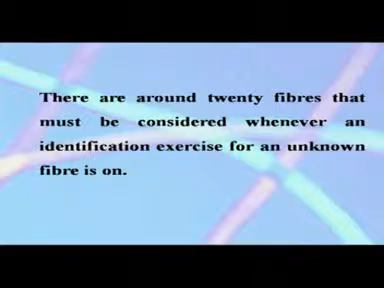 There are around twenty fibres that
must be considered whenever an
identification exercise for an unknown
fibre is on.